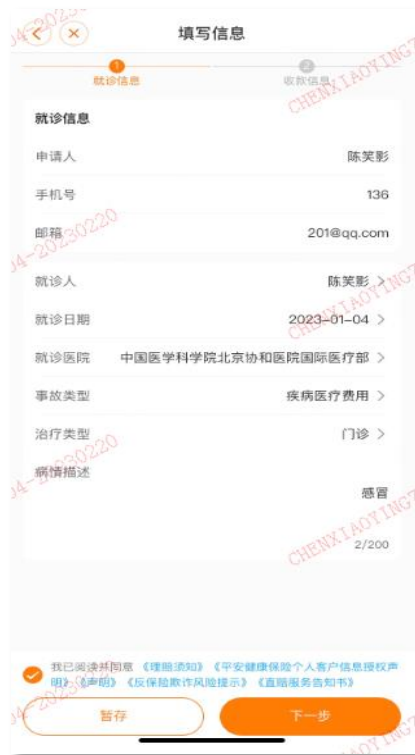 填写信息
1
2
就诊信息
收款信息
就诊信息
申请人 陈笑影
手机号 136
邮箱 201@qq.com
就诊人 陈笑影 >
就诊日期 2023-01-04 >
就诊医院 中国医学科学院北京协和医院国际医疗部 >
事故类型 疾病医疗费用 >
治疗类型 门诊 >
病情描述
感冒
2/200
我已阅读并同意 《理赔须知》 《平安健康保险个人客户信息授权声
明》 《声明》 《反保险欺诈风险提示》 《直赔服务告知书》
暂存 下一步